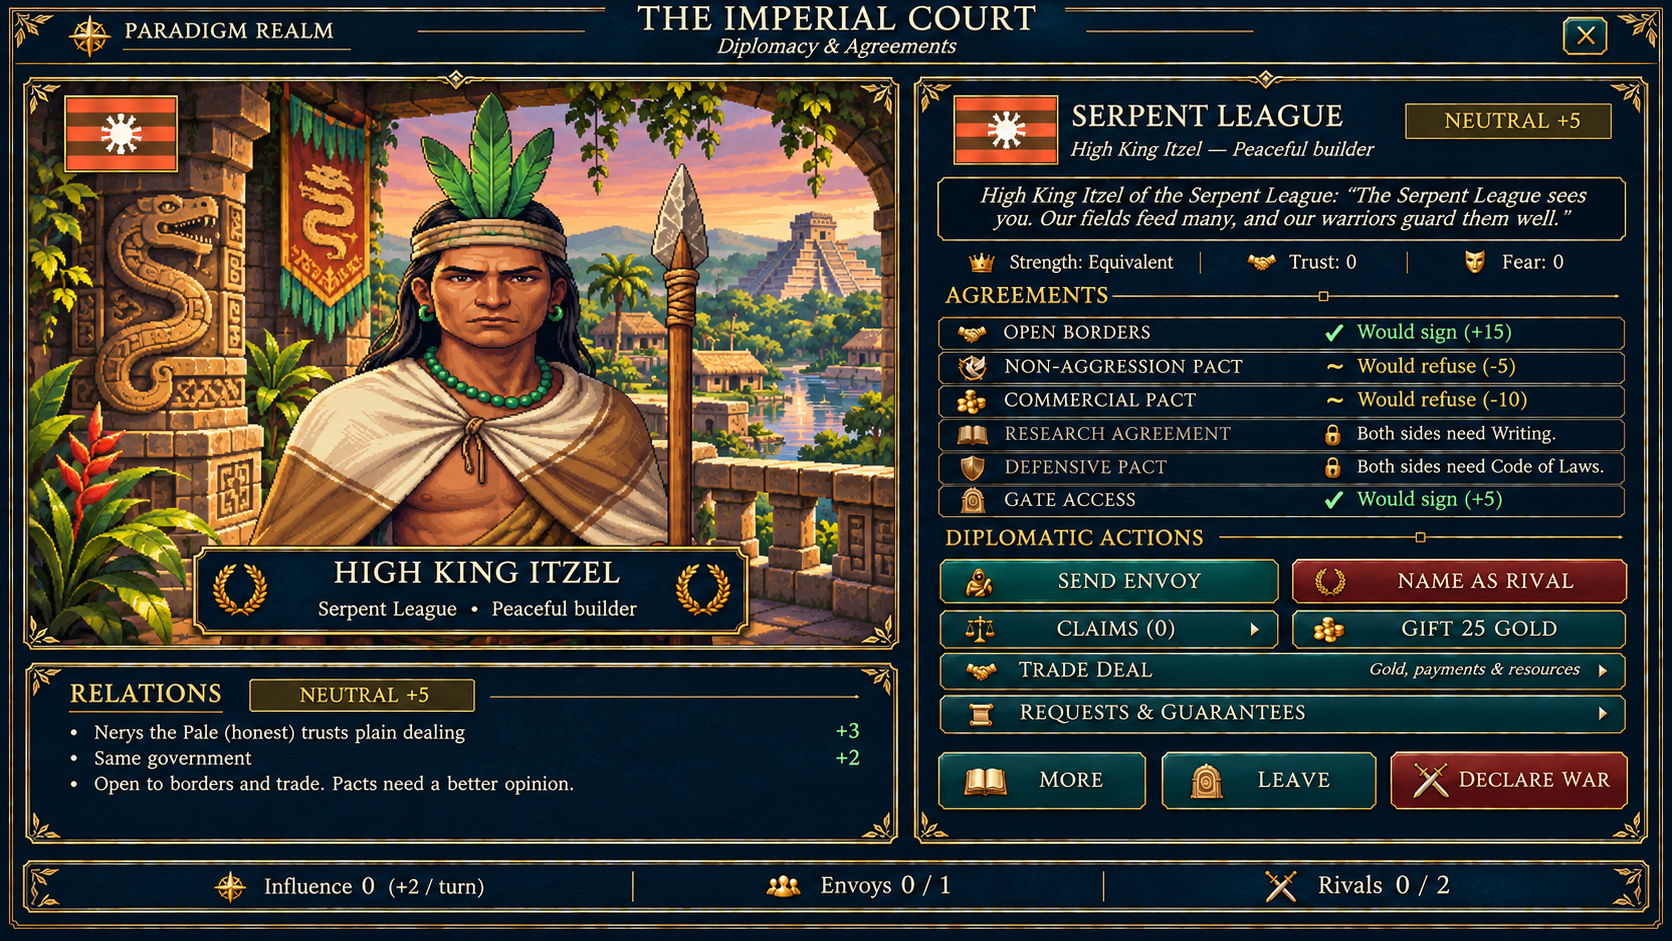 PARADIGM REALM
THE IMPERIAL COURT
Diplomacy & Agreements
HIGH KING ITZEL
Serpent League • Peaceful builder
RELATIONS
NEUTRAL +5
• Nerys the Pale (honest) trusts plain dealing +3
• Same government +2
• Open to borders and trade. Pacts need a better opinion.
SERPENT LEAGUE
High King Itzel — Peaceful builder
NEUTRAL +5
High King Itzel of the Serpent League: “The Serpent League sees
you. Our fields feed many, and our warriors guard them well.”
Strength: Equivalent
Trust: 0
Fear: 0
AGREEMENTS
OPEN BORDERS Would sign (+15)
NON-AGGRESSION PACT ~ Would refuse (-5)
COMMERCIAL PACT ~ Would refuse (-10)
RESEARCH AGREEMENT Both sides need Writing.
DEFENSIVE PACT Both sides need Code of Laws.
GATE ACCESS Would sign (+5)
DIPLOMATIC ACTIONS
SEND ENVOY
NAME AS RIVAL
CLAIMS (0)
GIFT 25 GOLD
TRADE DEAL Gold, payments & resources
REQUESTS & GUARANTEES
MORE
LEAVE
DECLARE WAR
Influence 0 (+2 / turn)
Envoys 0 / 1
Rivals 0 / 2